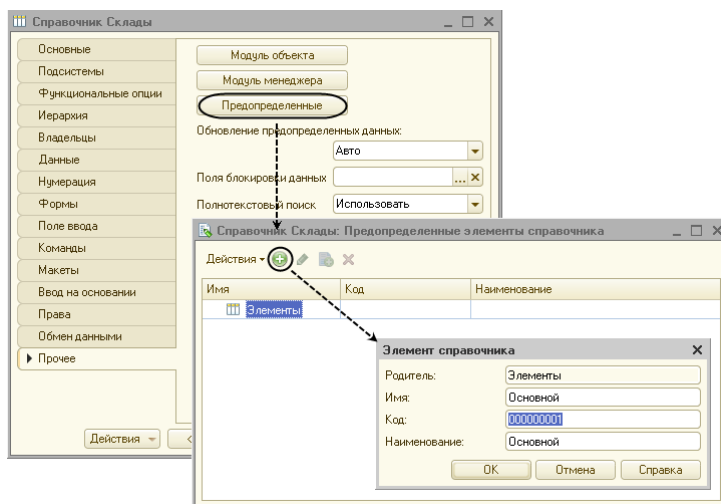 Справочник Склады
Основные
Подсистемы
Функциональные опции
Иерархия
Владельцы
Данные
Нумерация
Формы
Поле ввода
Команды
Макеты
Ввод на основании
Права
Обмен данными
Прочее
Модуль объекта
Модуль менеджера
Предопределенные
Обновление предопределенных данных:
Авто
Поля блокировки данных
Полнотекстовый поиск Использовать
Действия
Справочник Склады: Предопределенные элементы справочника
Действия
Имя Код Наименование
Элементы
Элемент справочника
Родитель: Элементы
Имя: Основной
Код: 000000001
Наименование: Основной
OK Отмена Справка